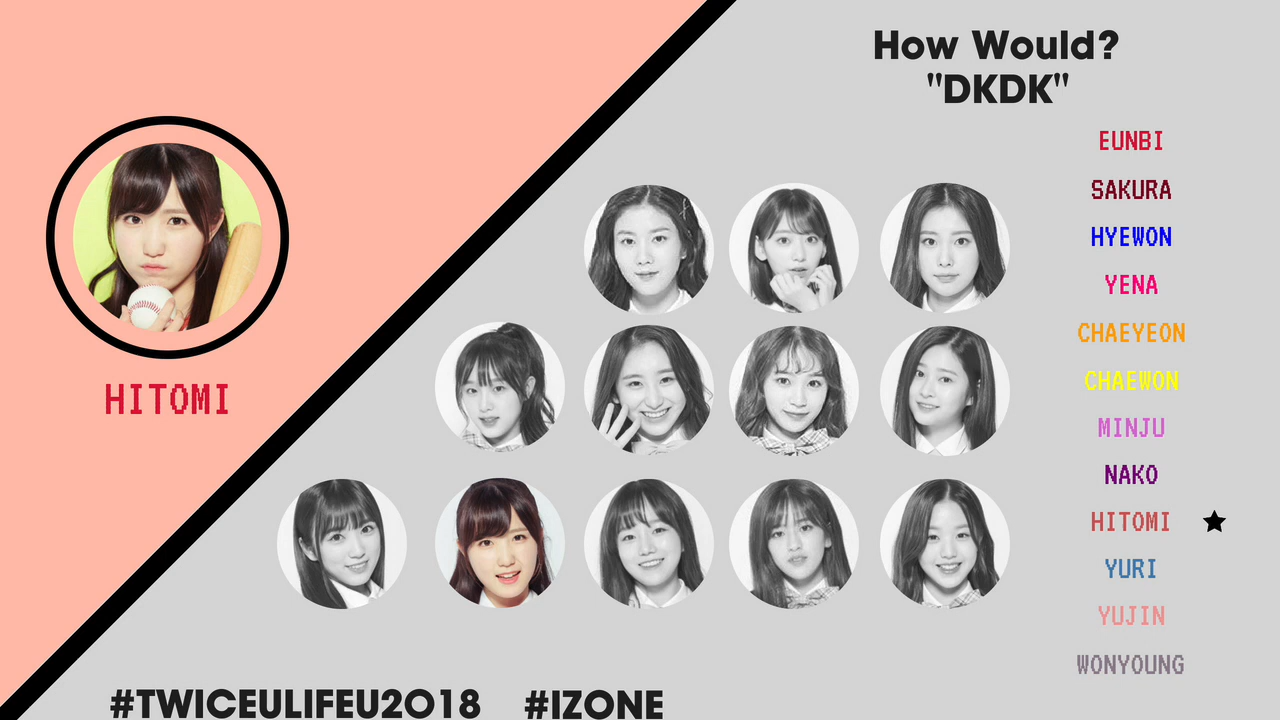 How Would?
"DKDK"
HITOMI
EUNBI
SAKURA
HYEWON
YENA
CHAEYEON
CHAEWON
MINJU
NAKO
HITOMI
YURI
YUJIN
WONYOUNG
#TWICEULIFEU2018 #IZONE